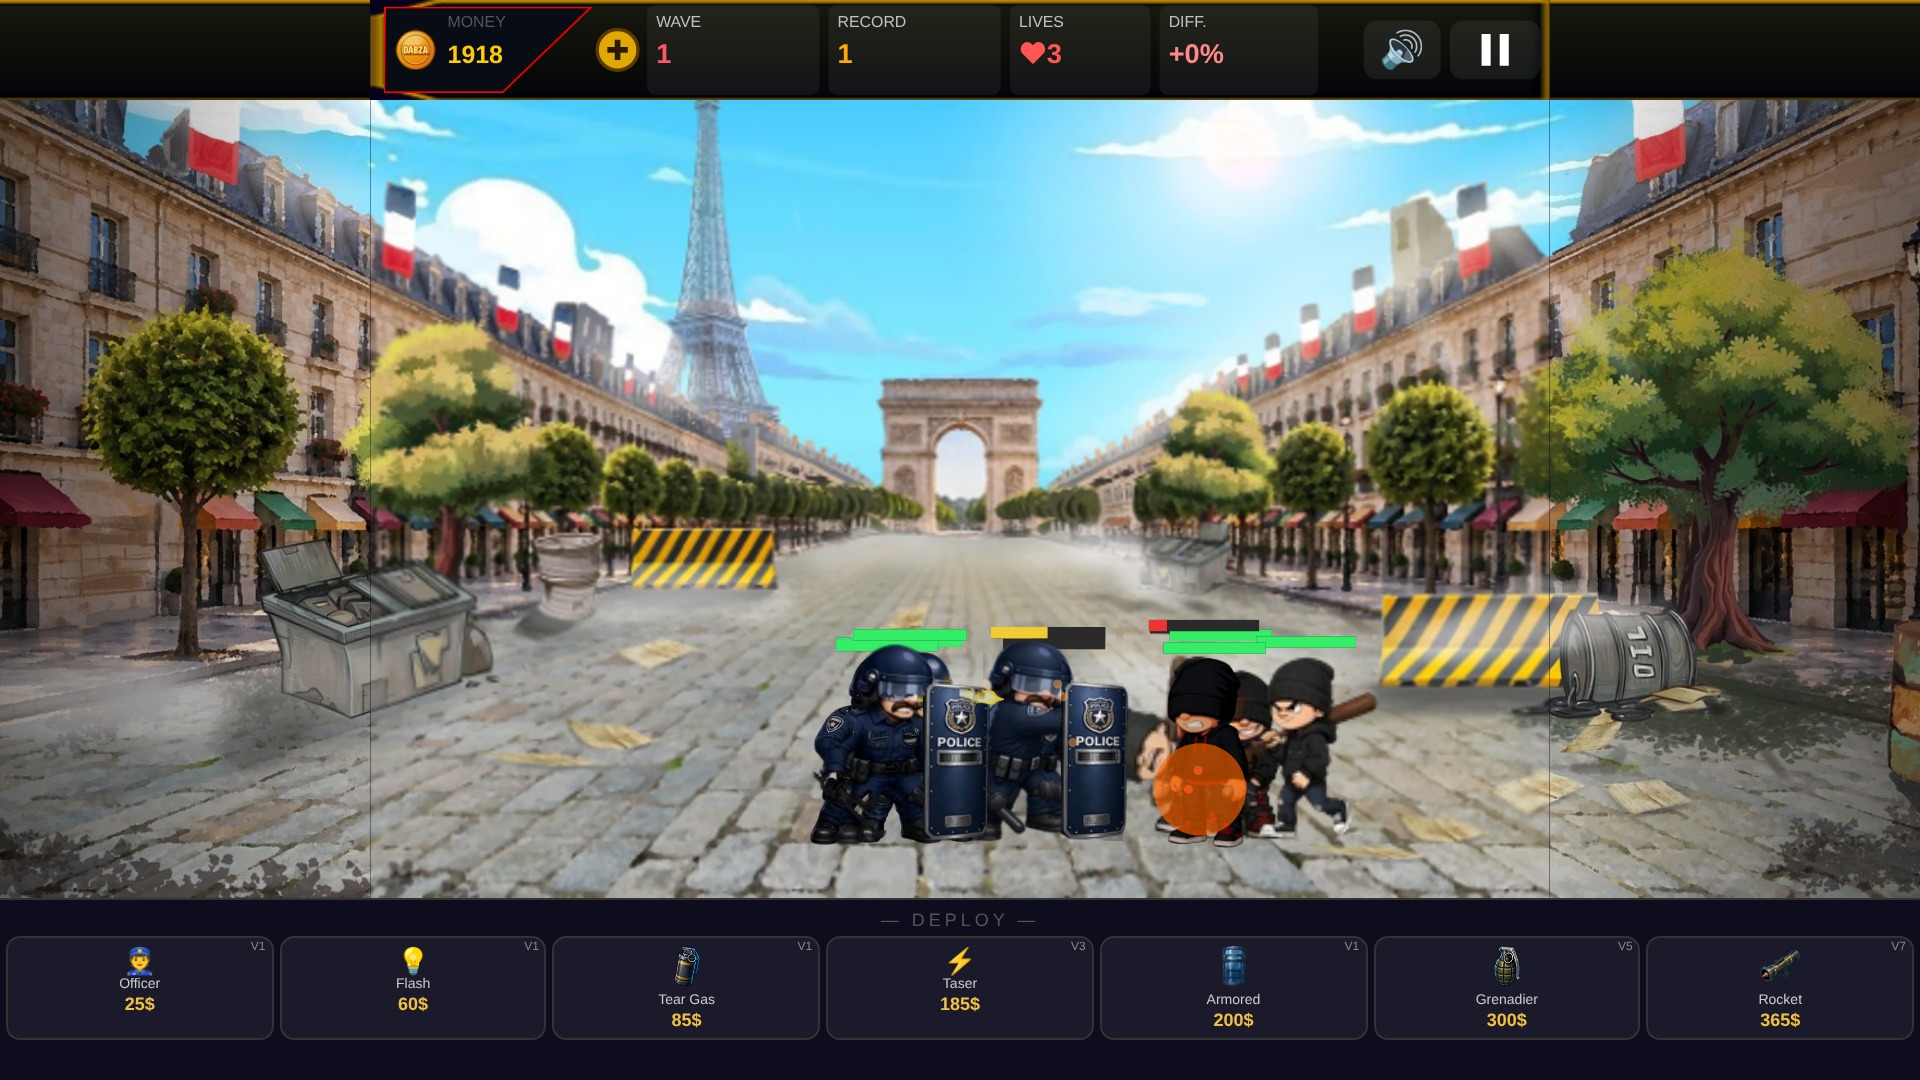 MONEY
DABZA
1918
WAVE
1
RECORD
1
LIVES
3
DIFF.
+0%
POLICE
POLICE
110
— DEPLOY —
V1
Officer
25$
V1
Flash
60$
V1
Tear Gas
85$
V3
Taser
185$
V1
Armored
200$
V5
Grenadier
300$
V7
Rocket
365$